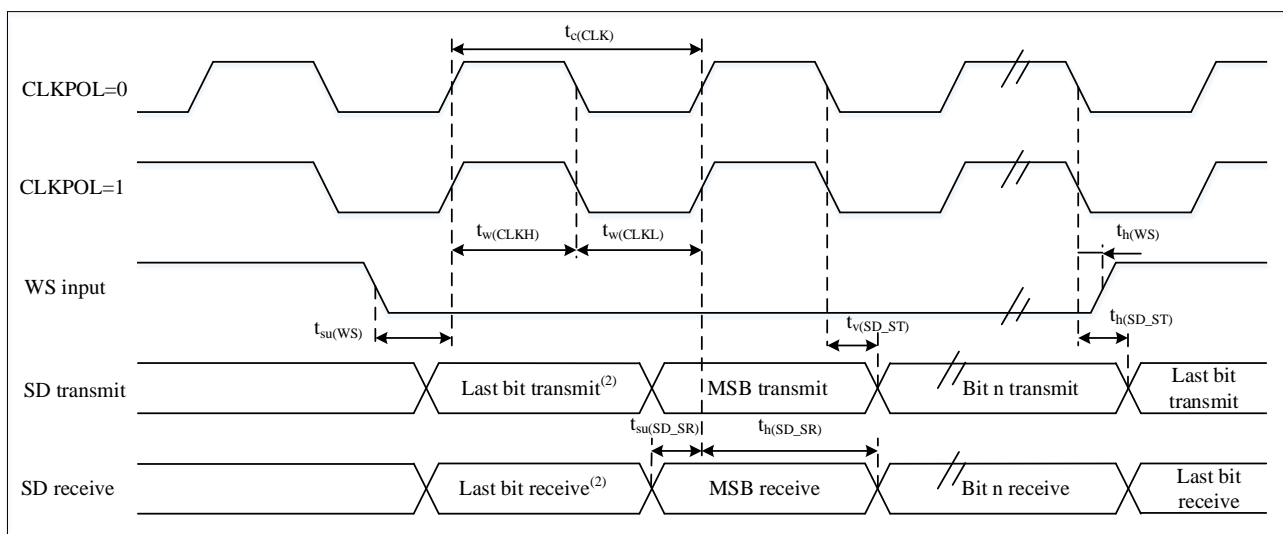 t_c(CLK)
CLKPOL=0
CLKPOL=1
t_w(CLKH) t_w(CLKL)
t_h(WS)
WS input
t_su(WS)
t_v(SD_ST)
t_h(SD_ST)
SD transmit
Last bit transmit(2)
MSB transmit
Bit n transmit
Last bit
transmit
t_su(SD_SR)
t_h(SD_SR)
SD receive
Last bit receive(2)
MSB receive
Bit n receive
Last bit
receive